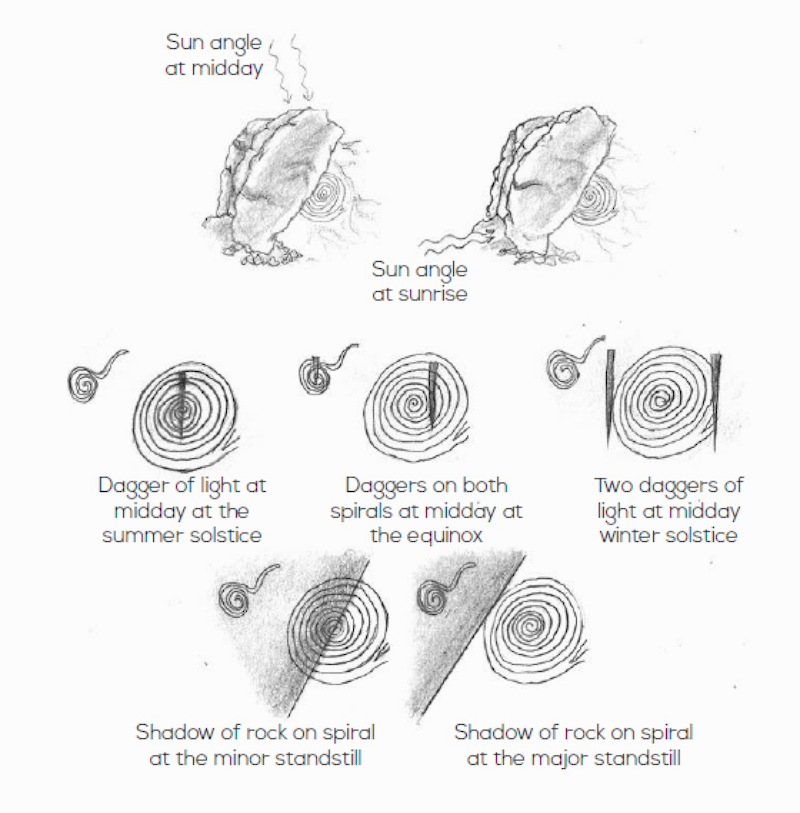 Sun angle
at midday
Sun angle
at sunrise
Dagger of light at
midday at the
summer solstice
Daggers on both
spirals at midday at
the equinox
Two daggers of
light at midday
winter solstice
Shadow of rock on spiral
at the minor standstill
Shadow of rock on spiral
at the major standstill